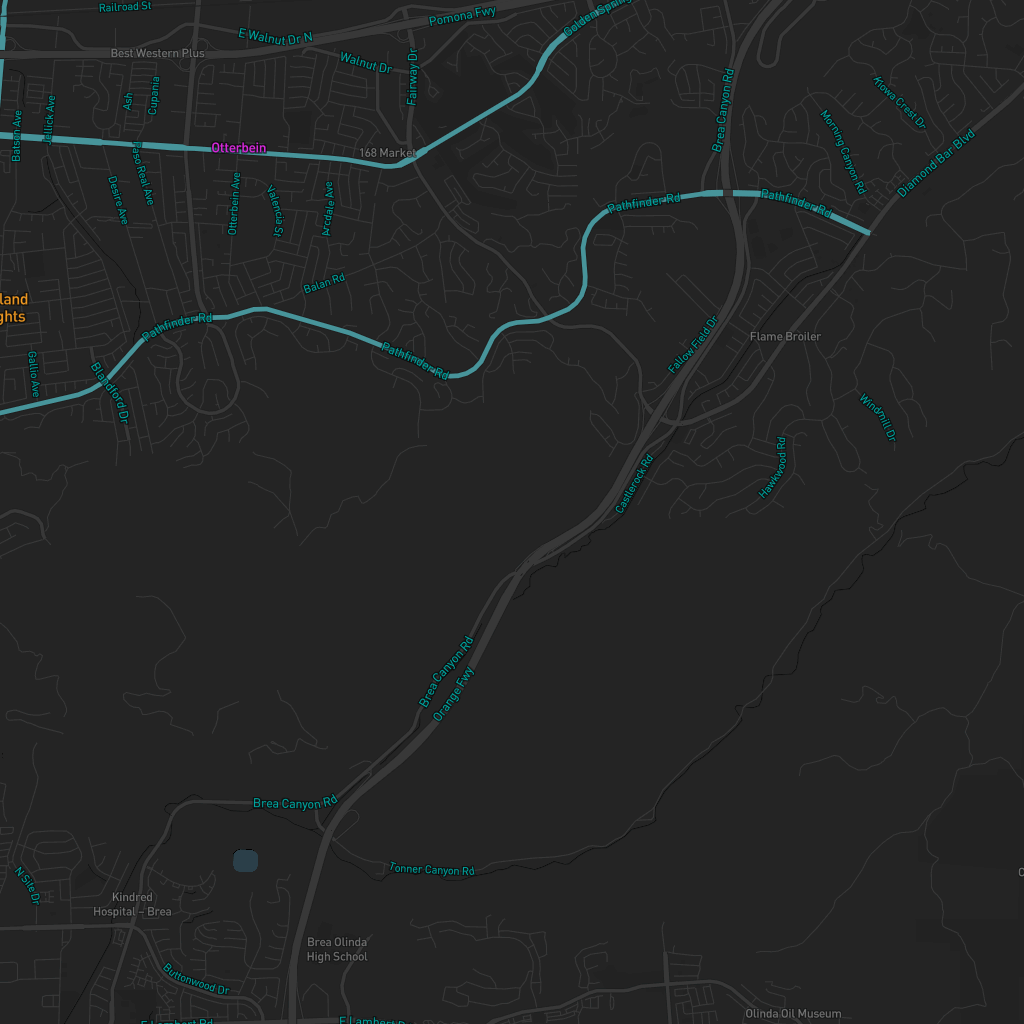 Railroad St
Pomona Fwy
Golden Spring
E Walnut Dr N
Best Western Plus
Walnut Dr
Fairway Dr
Brea Canyon Rd
Kiowa Crest Dr
Ash
Cupania
Jellick Ave
Batson Ave
Morning Canyon Rd
Diamond Bar Blvd
Otterbein
168 Market
Paso Real Ave
Desire Ave
Otterbein Ave
Valencia St
Arcdale Ave
Pathfinder Rd
Pathfinder Rd
Balan Rd
land
ghts
Pathfinder Rd
Pathfinder Rd
Fallow Field Dr
Flame Broiler
Gallio Ave
Blandford Dr
Windmill Dr
Hawkwood Rd
Castlerock Rd
Brea Canyon Rd
Orange Fwy
Brea Canyon Rd
Tonner Canyon Rd
N Site Dr
Kindred
Hospital – Brea
Brea Olinda
High School
Buttonwood Dr
E Lambert Rd
E Lambert
Olinda Oil Museum